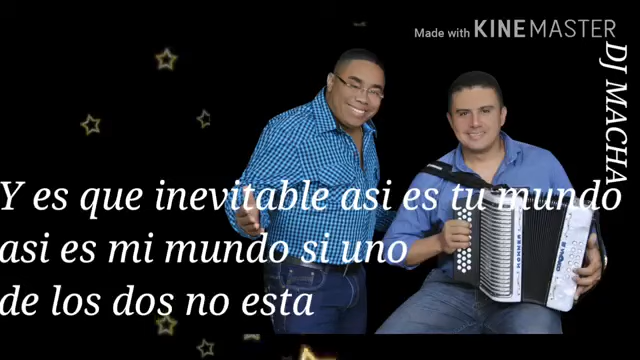 Made with KINEMASTER
DJ MACHA
Y es que inevitable asi es tu mundo
asi es mi mundo si uno
de los dos no esta
HOHNER